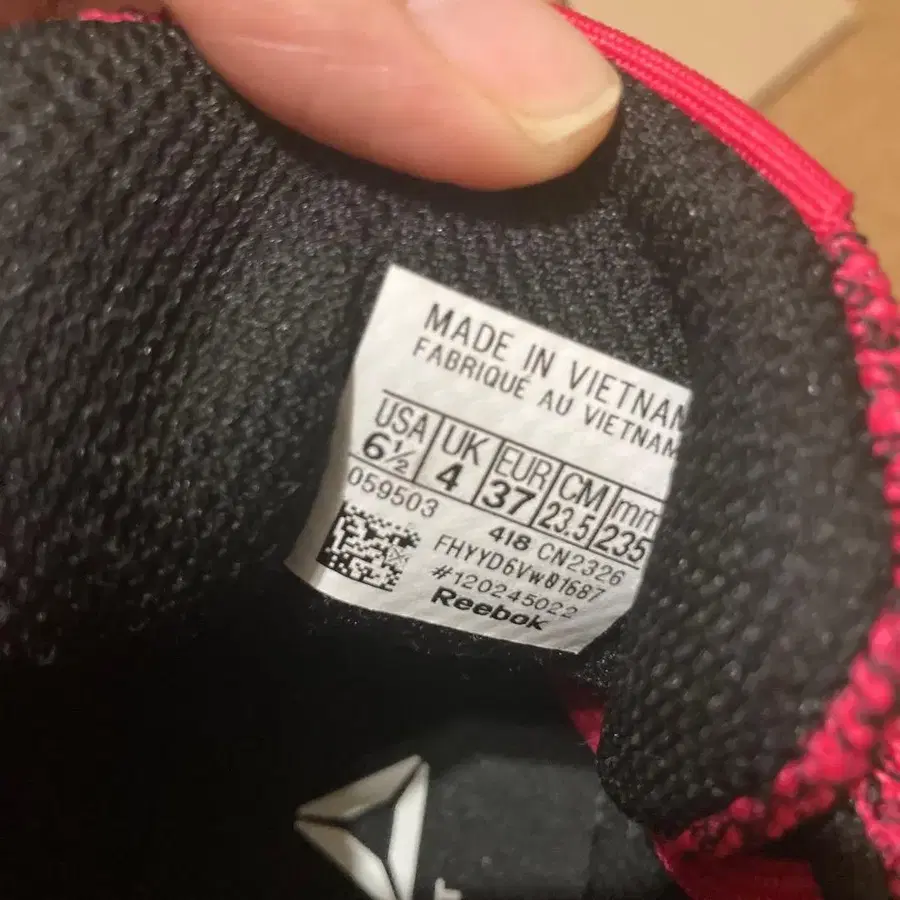 MADE IN VIETNAM
FABRIQUÉ AU VIETNAM
USA UK EUR CM mm
6½ 4 37 23.5 235
059503 418 CN2326
FHYYD6Vw01687
#120245022
Reebok